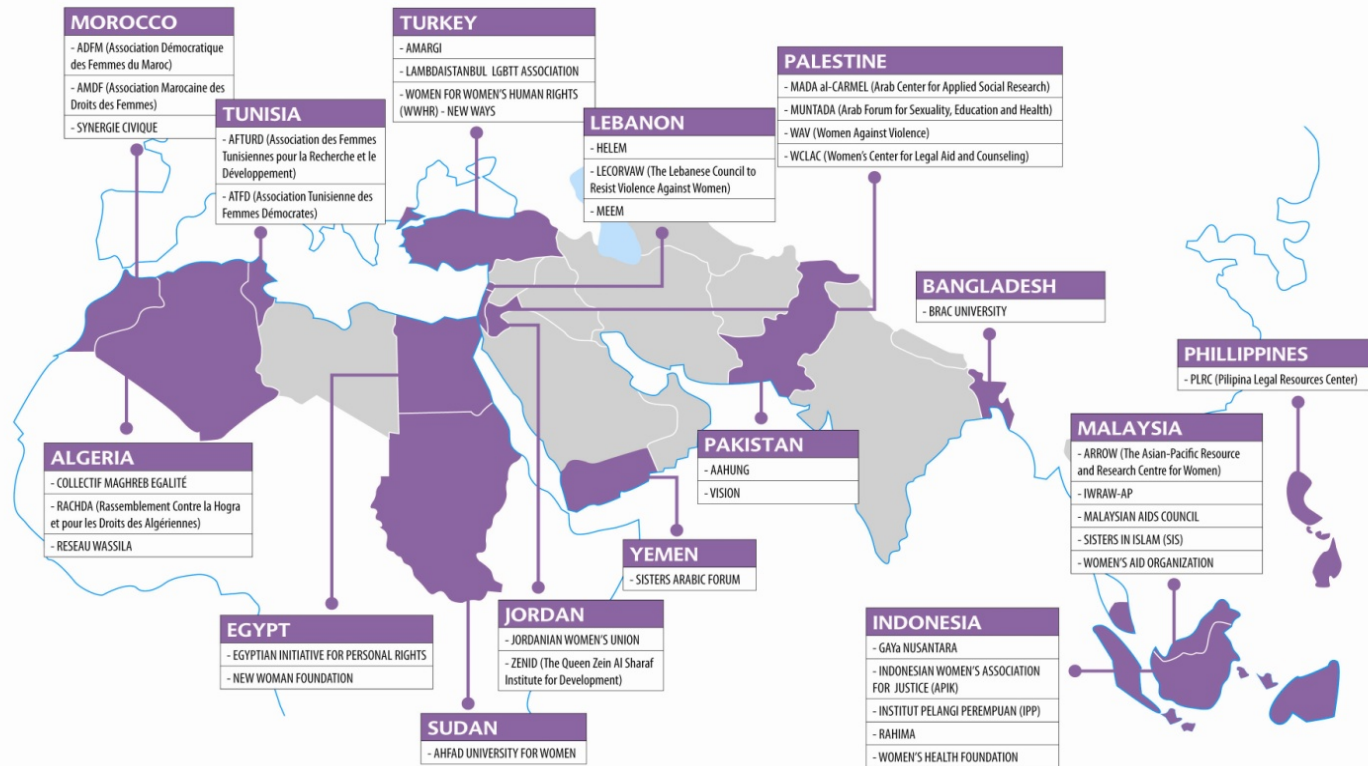 MOROCCO
- ADFM (Association Démocratique
des Femmes du Maroc)
- AMDF (Association Marocaine des
Droits des Femmes)
- SYNERGIE CIVIQUE
TUNISIA
- AFTURD (Association des Femmes
Tunisiennes pour la Recherche et le
Développement)
- ATFD (Association Tunisienne des
Femmes Démocrates)
TURKEY
- AMARGI
- LAMBDAISTANBUL LGBTT ASSOCIATION
- WOMEN FOR WOMEN'S HUMAN RIGHTS
(WWHR) - NEW WAYS
LEBANON
- HELEM
- LECORVAW (The Lebanese Council to
Resist Violence Against Women)
- MEEM
PALESTINE
- MADA al-CARMEL (Arab Center for Applied Social Research)
- MUNTADA (Arab Forum for Sexuality, Education and Health)
- WAV (Women Against Violence)
- WCLAC (Women's Center for Legal Aid and Counseling)
BANGLADESH
- BRAC UNIVERSITY
PHILLIPPINES
- PLRC (Pilipina Legal Resources Center)
ALGERIA
- COLLECTIF MAGHREB EGALITÉ
- RACHDA (Rassemblement Contre la Hogra
et pour les Droits des Algériennes)
- RESEAU WASSILA
PAKISTAN
- AAHUNG
- VISION
MALAYSIA
- ARROW (The Asian-Pacific Resource
and Research Centre for Women)
- IWRAW-AP
- MALAYSIAN AIDS COUNCIL
- SISTERS IN ISLAM (SIS)
- WOMEN'S AID ORGANIZATION
YEMEN
- SISTERS ARABIC FORUM
EGYPT
- EGYPTIAN INITIATIVE FOR PERSONAL RIGHTS
- NEW WOMAN FOUNDATION
JORDAN
- JORDANIAN WOMEN'S UNION
- ZENID (The Queen Zein Al Sharaf
Institute for Development)
INDONESIA
- GAYa NUSANTARA
- INDONESIAN WOMEN'S ASSOCIATION
FOR JUSTICE (APIK)
- INSTITUT PELANGI PEREMPUAN (IPP)
- RAHIMA
- WOMEN'S HEALTH FOUNDATION
SUDAN
- AHFAD UNIVERSITY FOR WOMEN